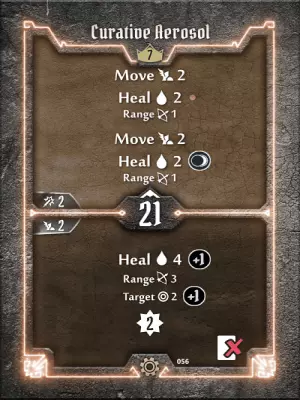 Curative Aerosol
7
Move 2
Heal 2
Range 1
Move 2
Heal 2
Range 1
2
21
2
Heal 4 +1
Range 3
Target 2 +1
2
056